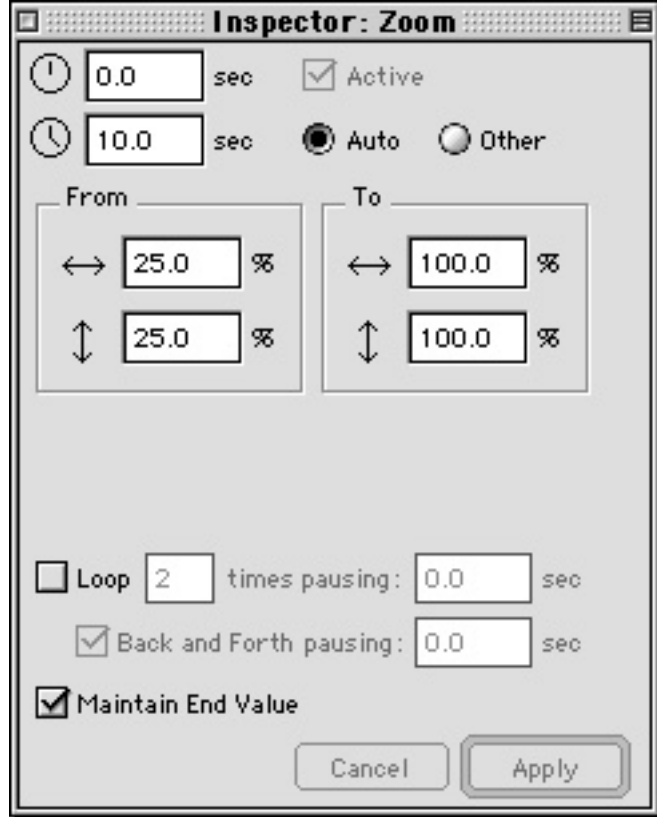 Inspector: Zoom
0.0 sec Active
10.0 sec Auto Other
From To
25.0 % 100.0 %
25.0 % 100.0 %
Loop 2 times pausing: 0.0 sec
Back and Forth pausing: 0.0 sec
Maintain End Value
Cancel Apply